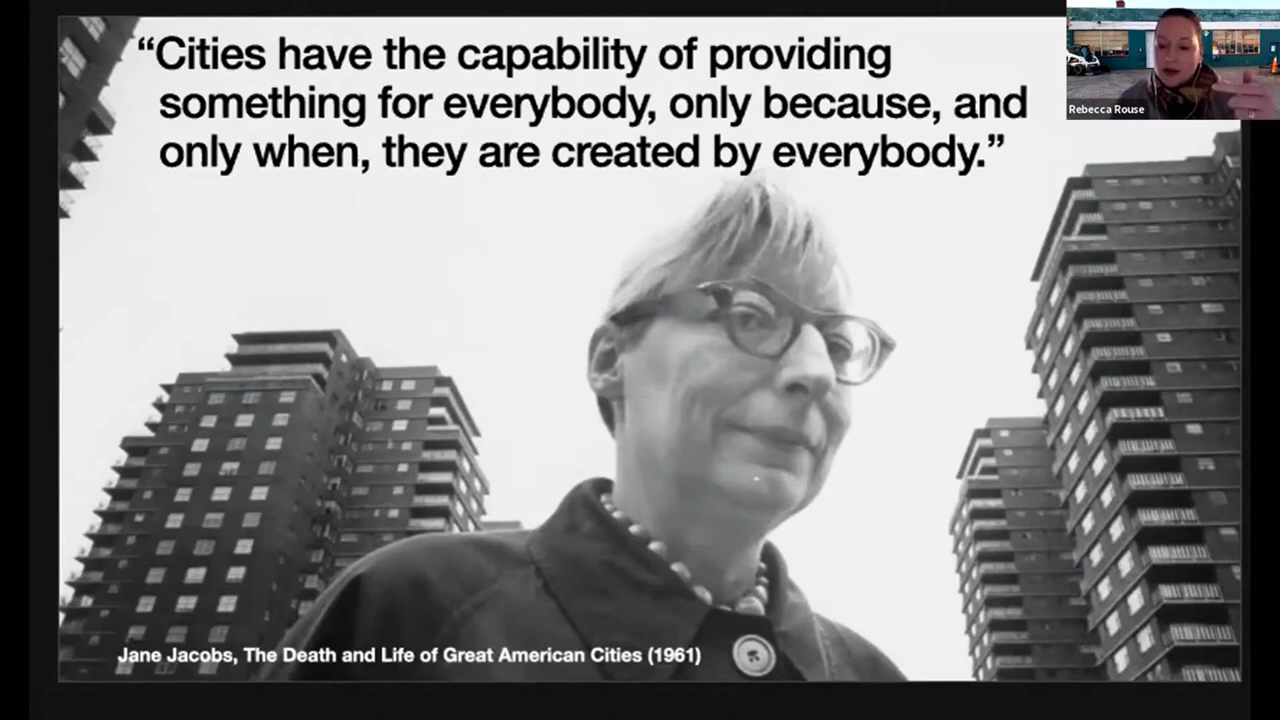 “Cities have the capability of providing
something for everybody, only because, and
only when, they are created by everybody.”
Rebecca Rouse
Jane Jacobs, The Death and Life of Great American Cities (1961)